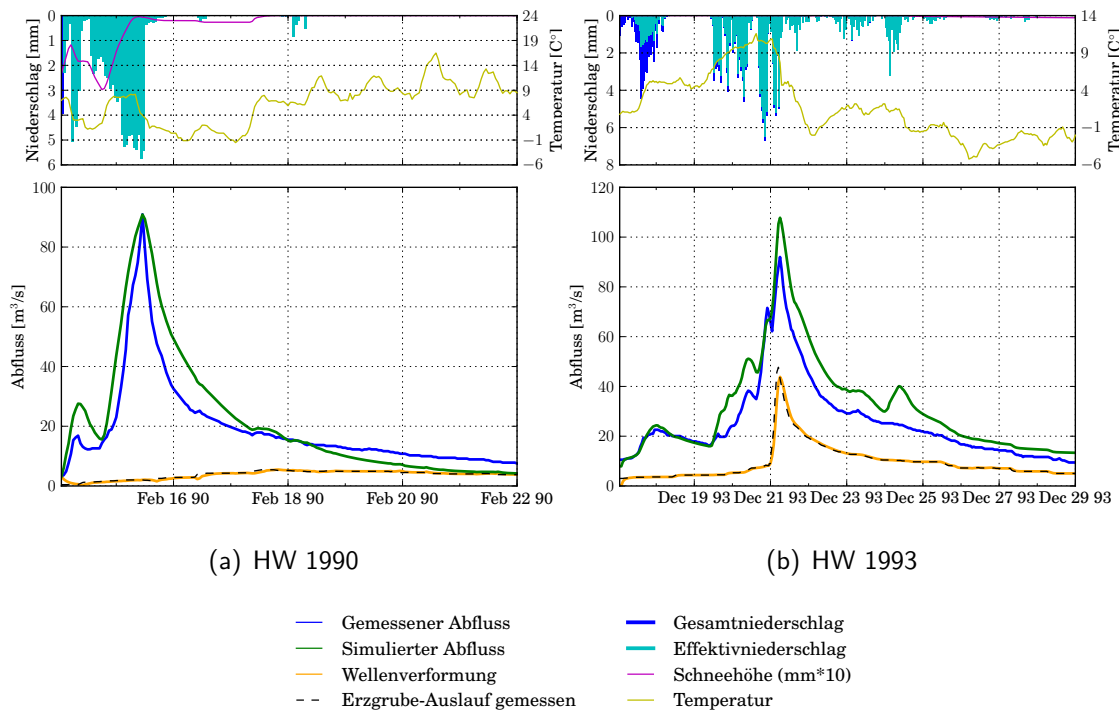 0
1
2
3
4
5
6
Niederschlag [mm]
24
19
14
9
4
−1
−6
Temperatur [C°]
0
2
4
6
8
Niederschlag [mm]
14
9
4
−1
−6
Temperatur [C°]
100
80
60
40
20
0
Abfluss [m³/s]
Feb 16 90
Feb 18 90
Feb 20 90
Feb 22 90
120
100
80
60
40
20
0
Abfluss [m³/s]
Dec 19 93
Dec 21 93
Dec 23 93
Dec 25 93
Dec 27 93
Dec 29 93
(a) HW 1990
(b) HW 1993
Gemessener Abfluss
Simulierter Abfluss
Wellenverformung
Erzgrube-Auslauf gemessen
Gesamtniederschlag
Effektivniederschlag
Schneehöhe (mm*10)
Temperatur